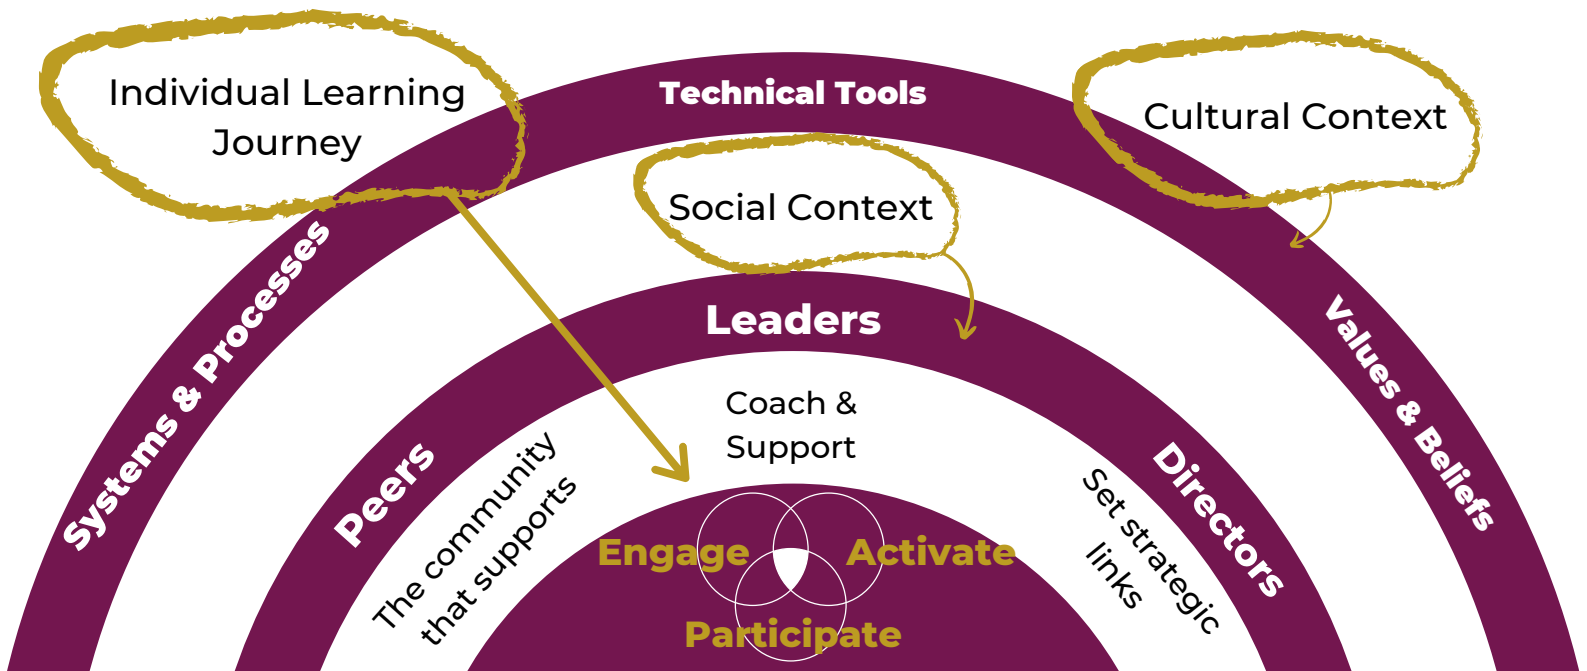 Individual Learning
Journey
Technical Tools
Cultural Context
Social Context
Systems & Processes
Leaders
Values & Beliefs
Coach &
Support
Peers
The community
that supports
Directors
Set strategic
links
Engage
Activate
Participate